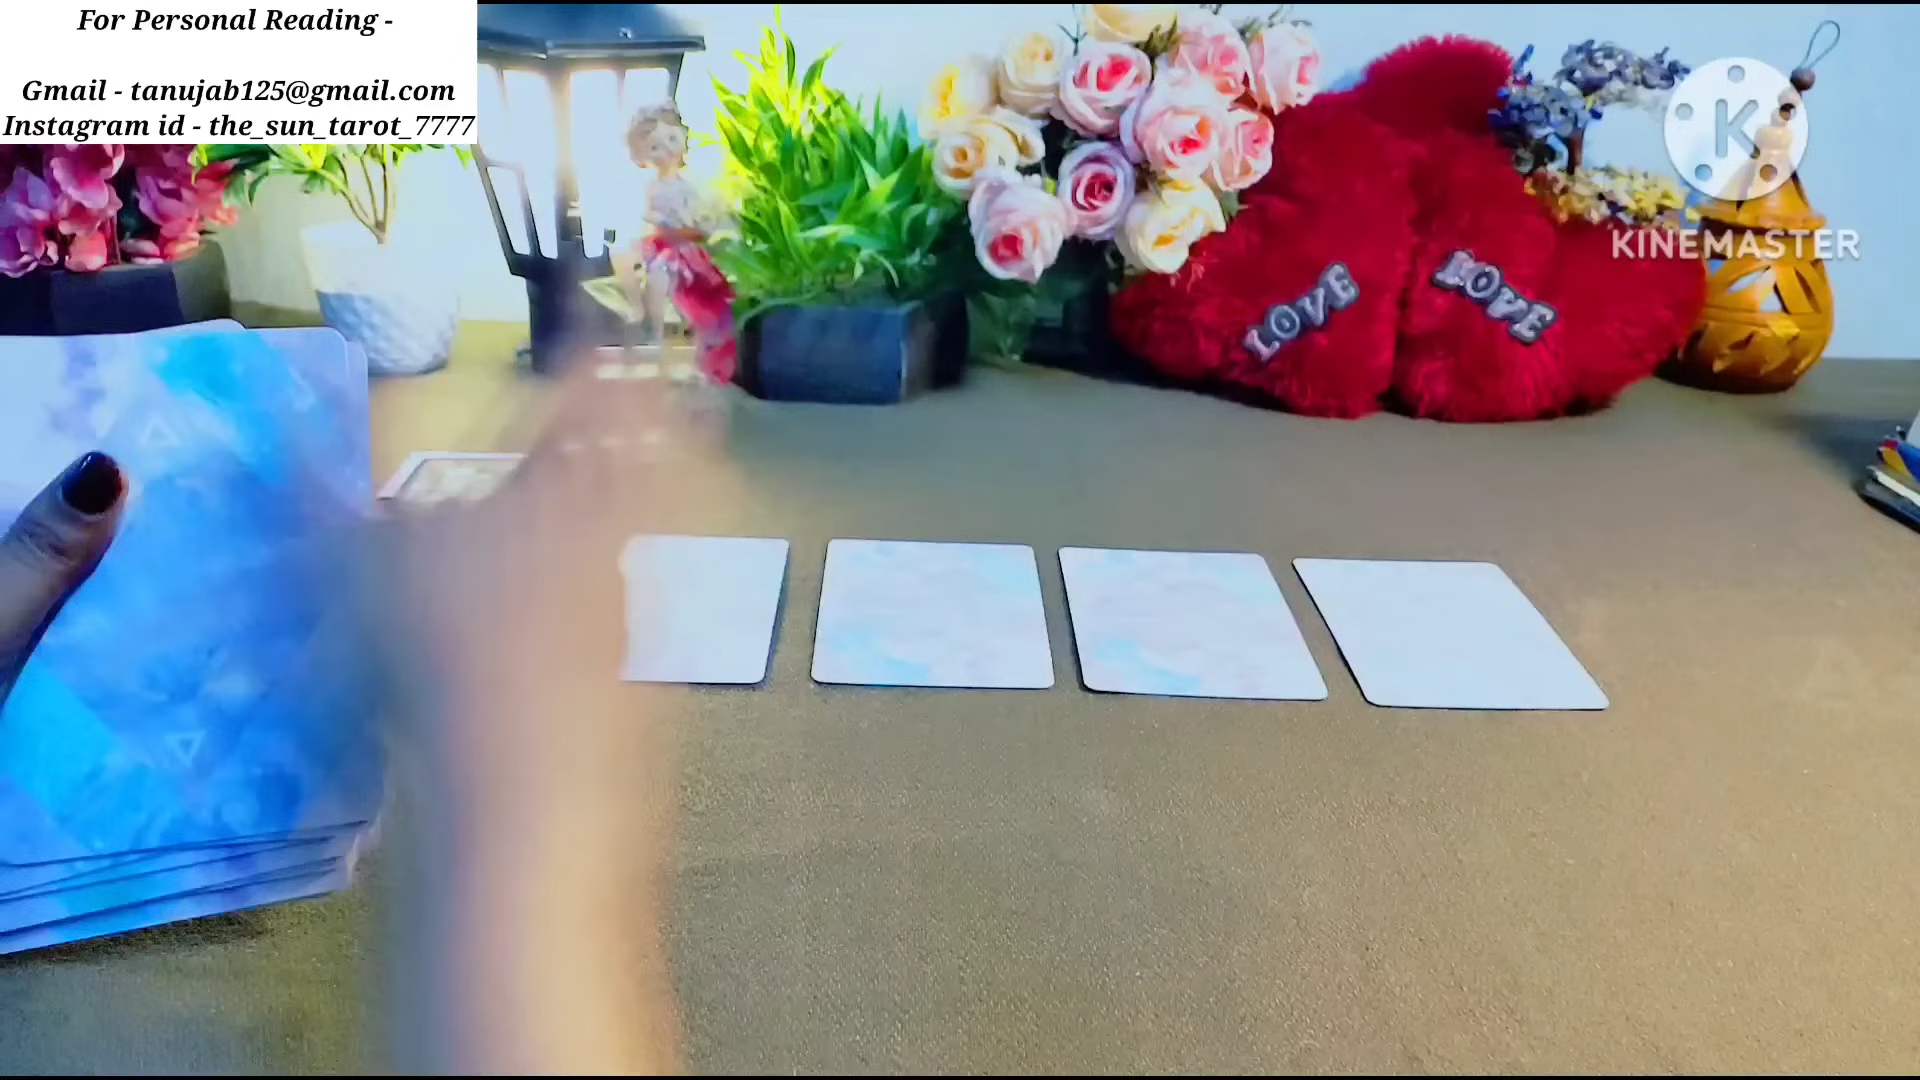 For Personal Reading -
Gmail - tanujab125@gmail.com
Instagram id - the_sun_tarot_7777
K
KINEMASTER
LOVE
LOVE